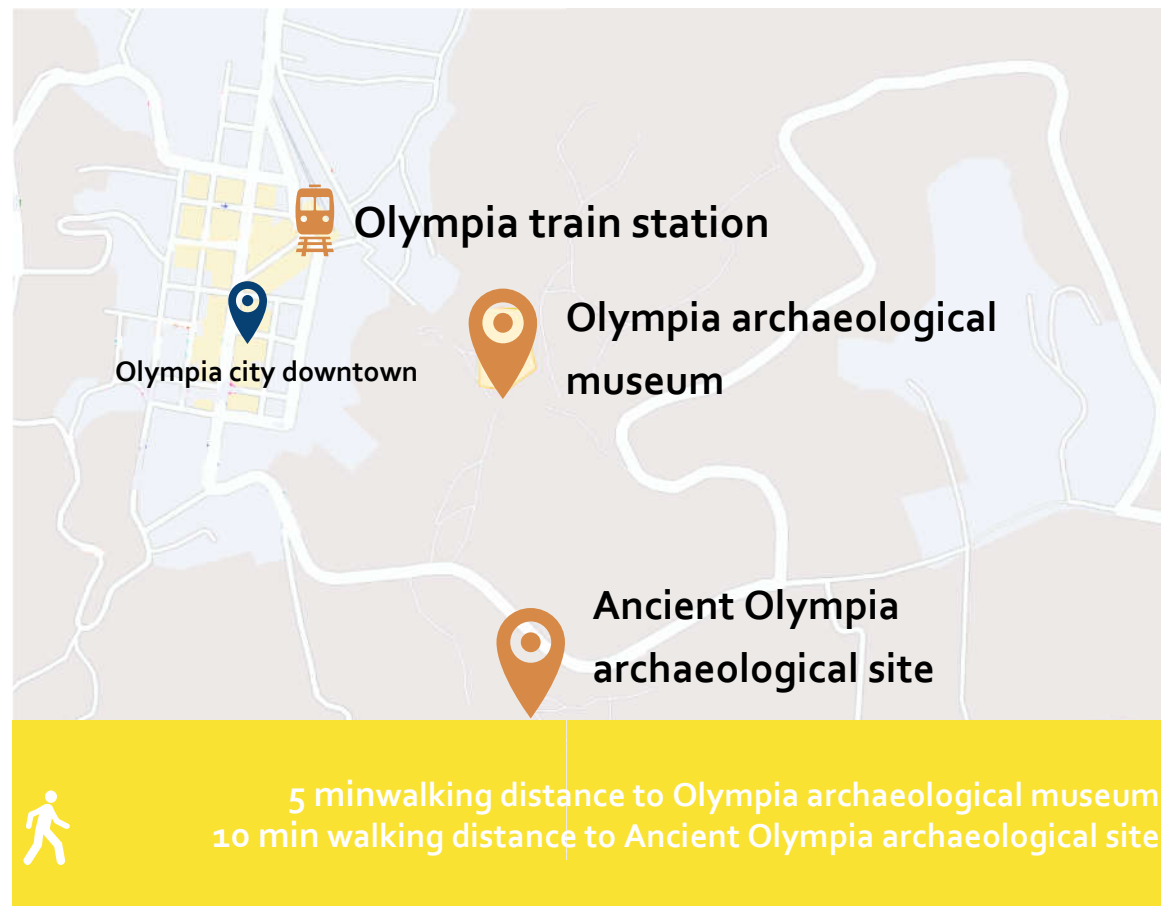 Olympia train station
Olympia archaeological
museum
Olympia city downtown
Ancient Olympia
archaeological site
5 minwalking distance to Olympia archaeological museum
10 min walking distance to Ancient Olympia archaeological site